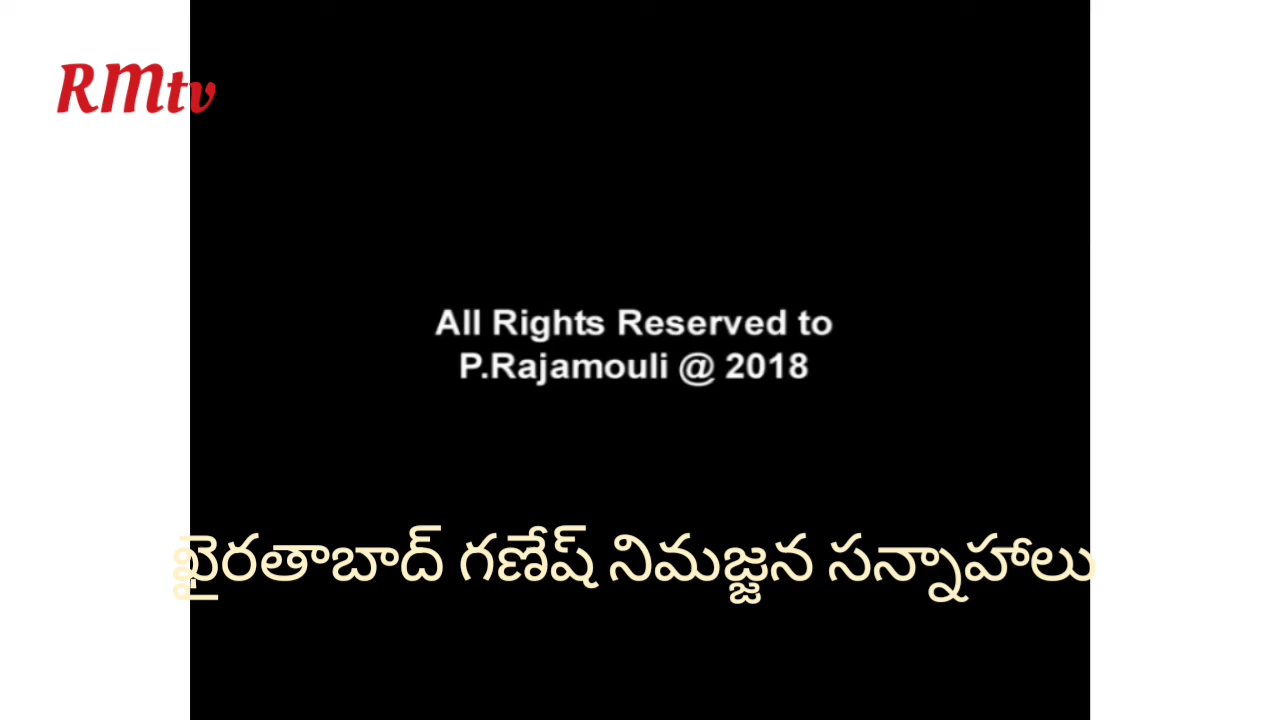 RMtv
All Rights Reserved to
P.Rajamouli @ 2018
ఖైరతాబాద్ గణేష్ నిమజ్జన సన్నాహాలు